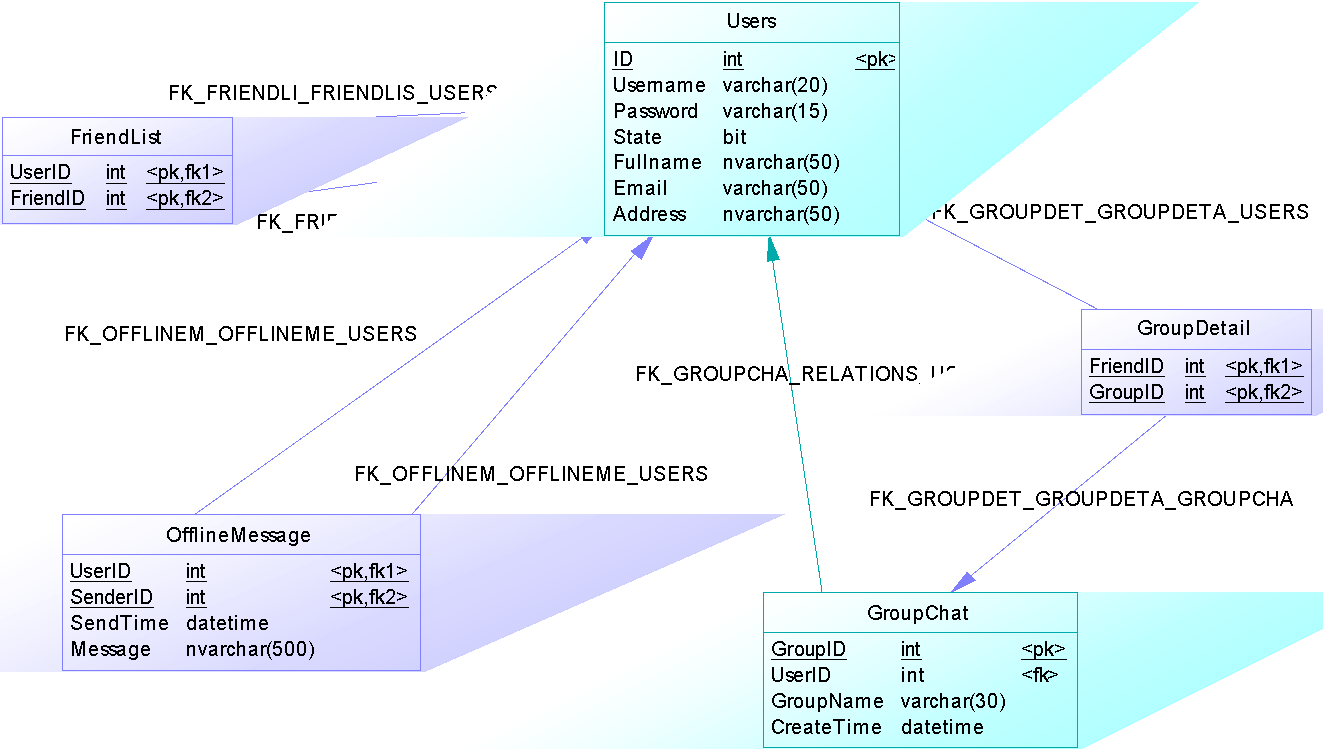 Users
ID int <pk>
Username varchar(20)
Password varchar(15)
State bit
Fullname nvarchar(50)
Email varchar(50)
Address nvarchar(50)
FK_FRIENDLI_FRIENDLIS_USERS
FriendList
UserID int <pk,fk1>
FriendID int <pk,fk2>
FK_GROUPDET_GROUPDETA_USERS
FK_OFFLINEM_OFFLINEME_USERS
GroupDetail
FriendID int <pk,fk1>
GroupID int <pk,fk2>
FK_GROUPCHA_RELATIONS_
FK_OFFLINEM_OFFLINEME_USERS
FK_GROUPDET_GROUPDETA_GROUPCHA
OfflineMessage
UserID int <pk,fk1>
SenderID int <pk,fk2>
SendTime datetime
Message nvarchar(500)
GroupChat
GroupID int <pk>
UserID int <fk>
GroupName varchar(30)
CreateTime datetime